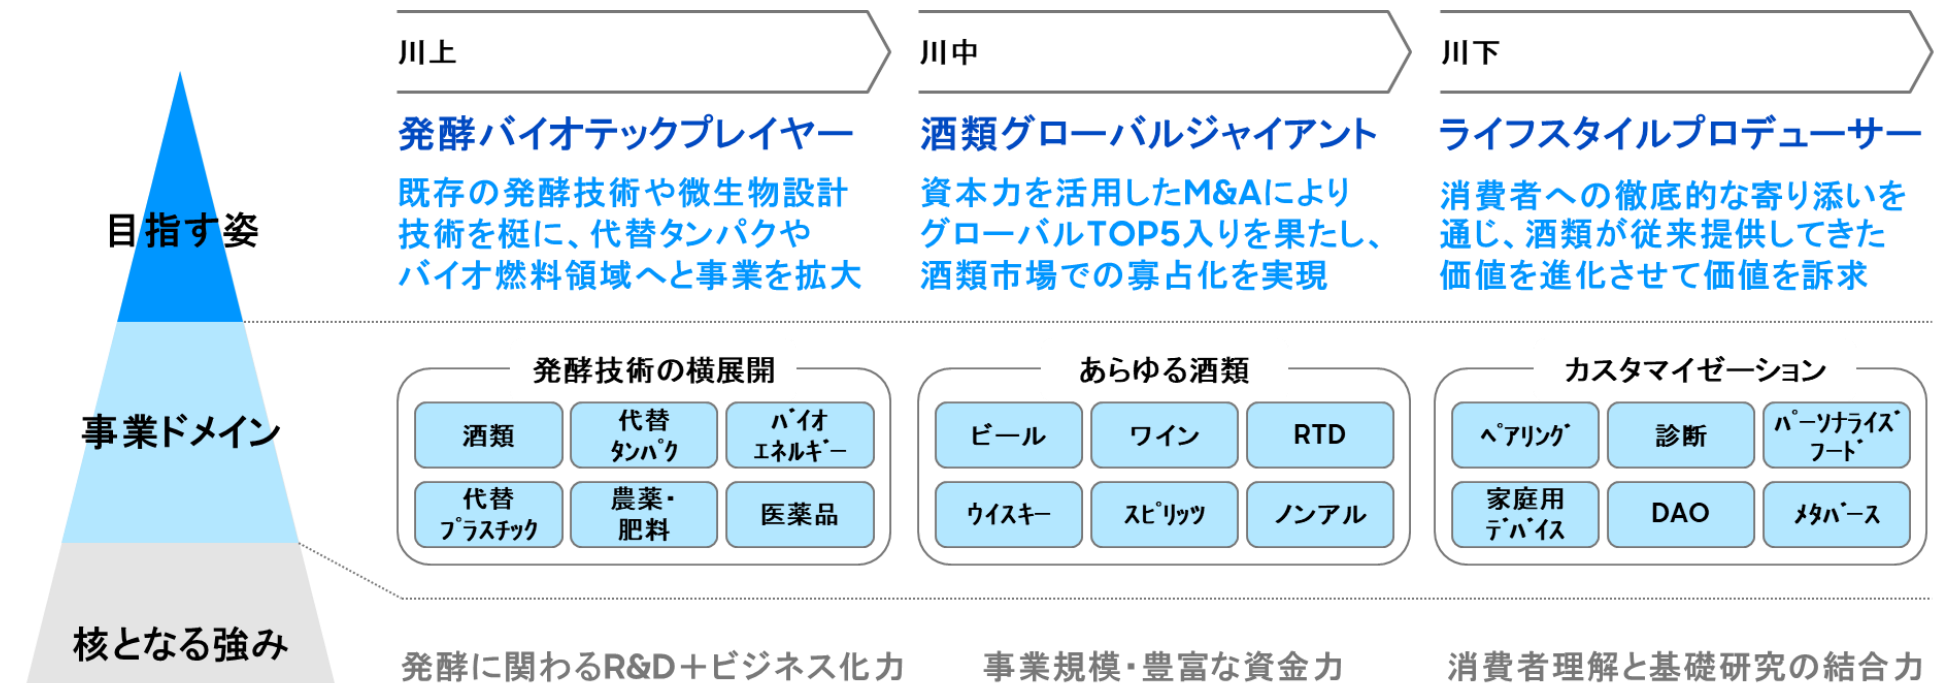 川上
川中
川下
発酵バイオテックプレイヤー
酒類グローバルジャイアント
ライフスタイルプロデューサー
目指す姿
既存の発酵技術や微生物設計
技術を梃に、代替タンパクや
バイオ燃料領域へと事業を拡大
資本力を活用したM&Aにより
グローバルTOP5入りを果たし、
酒類市場での寡占化を実現
消費者への徹底的な寄り添いを
通じ、酒類が従来提供してきた
価値を進化させて価値を訴求
事業ドメイン
発酵技術の横展開
酒類
代替
ﾀﾝﾊﾟｸ
ﾊﾞｲｵ
ｴﾈﾙｷﾞｰ
代替
ﾌﾟﾗｽﾁｯｸ
農薬・
肥料
医薬品
あらゆる酒類
ビール
ワイン
RTD
ｳｲｽｷｰ
ｽﾋﾟﾘｯﾂ
ノンアル
カスタマイゼーション
ﾍﾟｱﾘﾝｸﾞ
診断
ﾊﾟｰｿﾅﾗｲｽﾞ
ﾌｰﾄﾞ
家庭用
ﾃﾞﾊﾞｲｽ
DAO
ﾒﾀﾊﾞｰｽ
核となる強み
発酵に関わるR&D＋ビジネス化力
事業規模・豊富な資金力
消費者理解と基礎研究の結合力